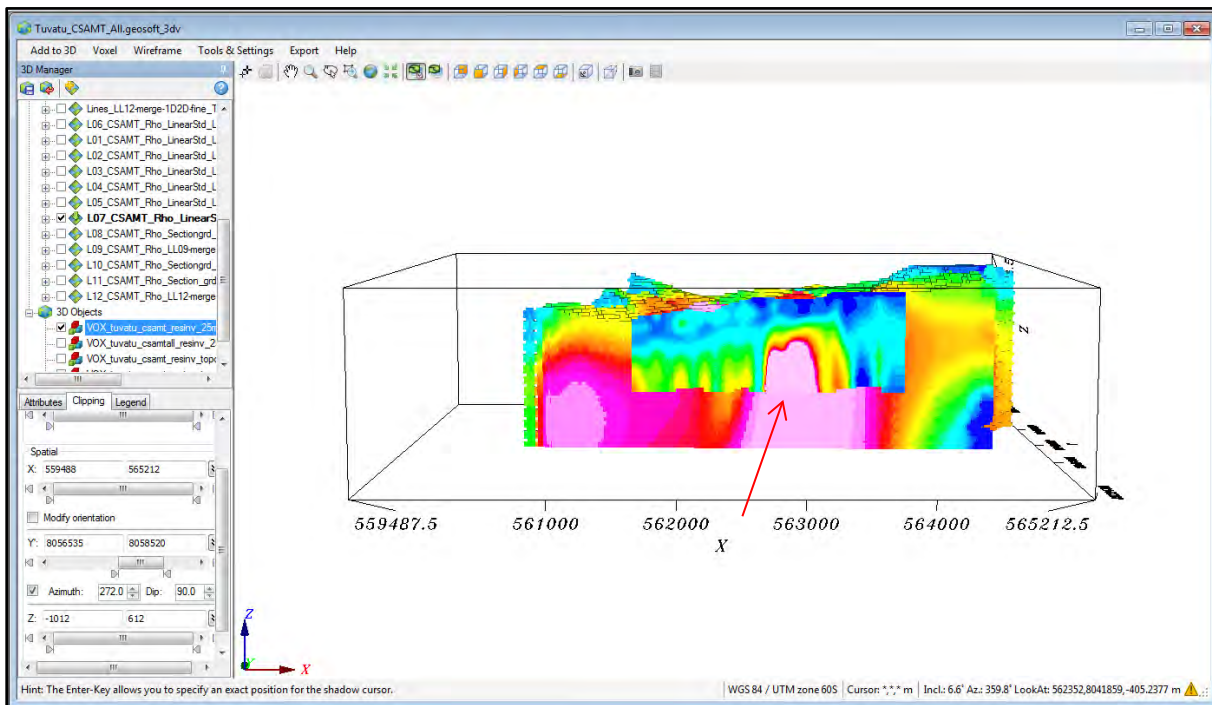 Tuvatu_CSAMT_All.geosoft_3dv
Add to 3D Voxel Wireframe Tools & Settings Export Help
3D Manager
Lines_LL12-merge-1D2D-fine_T
L06_CSAMT_Rho_LinearStd_L
L01_CSAMT_Rho_LinearStd_L
L02_CSAMT_Rho_LinearStd_L
L03_CSAMT_Rho_LinearStd_L
L04_CSAMT_Rho_LinearStd_L
L05_CSAMT_Rho_LinearStd_L
L07_CSAMT_Rho_LinearS
L08_CSAMT_Rho_Sectiongrd_
L09_CSAMT_Rho_LL09-merge
L10_CSAMT_Rho_Sectiongrd_
L11_CSAMT_Rho_Section_grd
L12_CSAMT_Rho_LL12-merge
3D Objects
VOX_tuvatu_csamt_resinv_25m
VOX_tuvatu_csamtall_resinv_2
VOX_tuvatu_csamt_resinv_topo
Attributes Clipping Legend
Spatial
X: 559488 565212
Modify orientation
Y: 8056535 8058520
Azimuth: 272.0 Dip: 90.0
Z: -1012 612
Z
559487.5 561000 562000 563000 564000 565212.5
X
Z
Y
X
Hint: The Enter-Key allows you to specify an exact position for the shadow cursor.
WGS 84 / UTM zone 60S Cursor: *,*,* m Incl.: 6.6° Az.: 359.8° LookAt: 562352,8041859,-405.2377 m